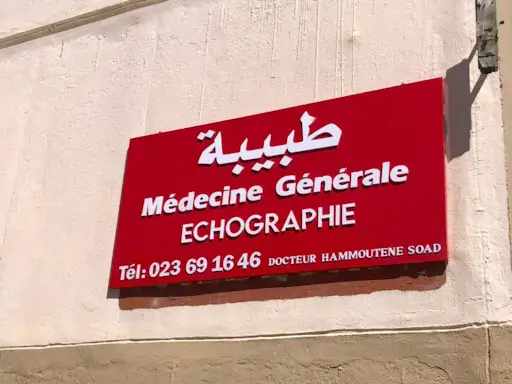 طبيبة
Médecine Générale
ECHOGRAPHIE
Tél: 023 69 16 46 DOCTEUR HAMMOUTENE SOAD